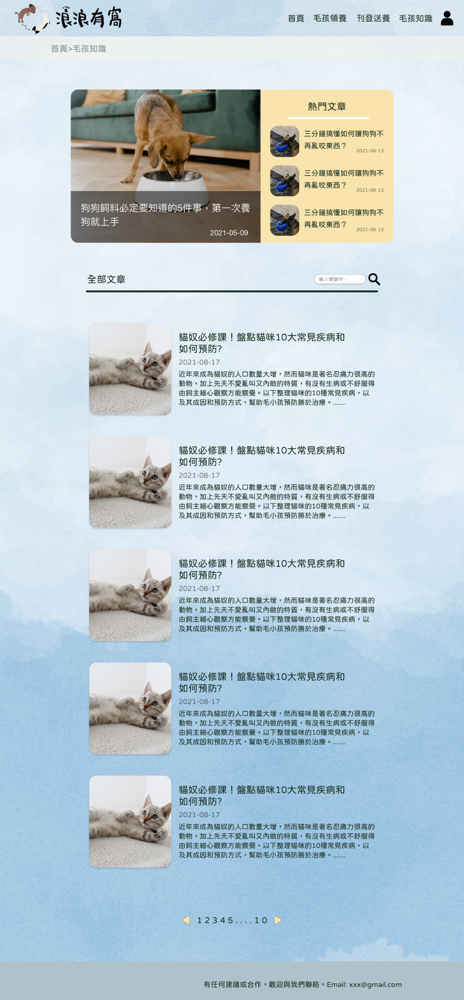 浪浪有窩
首頁 毛孩領養 刊登送養 毛孩知識
首頁>毛孩知識
狗狗飼料必定要知道的5件事，第一次養
狗就上手
2021-05-09
熱門文章
三分鐘搞懂如何讓狗狗不
再亂咬東西？
2021-06-13
三分鐘搞懂如何讓狗狗不
再亂咬東西？
2021-06-13
三分鐘搞懂如何讓狗狗不
再亂咬東西？
2021-06-13
全部文章
輸入關鍵字…
貓奴必修課！盤點貓咪10大常見疾病和
如何預防?
2021-08-17
近年來成為貓奴的人口數量大增，然而貓咪是著名忍痛力很高的
動物，加上先天不愛亂叫又內斂的特質，有沒有生病或不舒服得
由飼主細心觀察方能察覺。以下整理貓咪的10種常見疾病，以
及其成因和預防方式，幫助毛小孩預防勝於治療。.......
貓奴必修課！盤點貓咪10大常見疾病和
如何預防?
2021-08-17
近年來成為貓奴的人口數量大增，然而貓咪是著名忍痛力很高的
動物，加上先天不愛亂叫又內斂的特質，有沒有生病或不舒服得
由飼主細心觀察方能察覺。以下整理貓咪的10種常見疾病，以
及其成因和預防方式，幫助毛小孩預防勝於治療。.......
貓奴必修課！盤點貓咪10大常見疾病和
如何預防?
2021-08-17
近年來成為貓奴的人口數量大增，然而貓咪是著名忍痛力很高的
動物，加上先天不愛亂叫又內斂的特質，有沒有生病或不舒服得
由飼主細心觀察方能察覺。以下整理貓咪的10種常見疾病，以
及其成因和預防方式，幫助毛小孩預防勝於治療。.......
貓奴必修課！盤點貓咪10大常見疾病和
如何預防?
2021-08-17
近年來成為貓奴的人口數量大增，然而貓咪是著名忍痛力很高的
動物，加上先天不愛亂叫又內斂的特質，有沒有生病或不舒服得
由飼主細心觀察方能察覺。以下整理貓咪的10種常見疾病，以
及其成因和預防方式，幫助毛小孩預防勝於治療。.......
貓奴必修課！盤點貓咪10大常見疾病和
如何預防?
2021-08-17
近年來成為貓奴的人口數量大增，然而貓咪是著名忍痛力很高的
動物，加上先天不愛亂叫又內斂的特質，有沒有生病或不舒服得
由飼主細心觀察方能察覺。以下整理貓咪的10種常見疾病，以
及其成因和預防方式，幫助毛小孩預防勝於治療。.......
1 2 3 4 5 . . . . 1 0
有任何建議或合作，觀迎與我們聯絡。Email: xxx@gmail.com